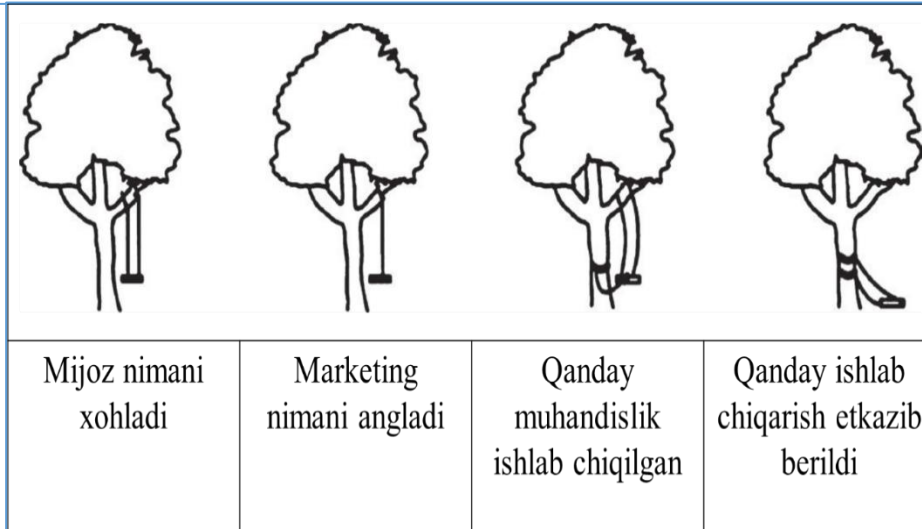 Mijoz nimani
xohladi
Marketing
nimani angladi
Qanday
muhandislik
ishlab chiqilgan
Qanday ishlab
chiqarish etkazib
berildi